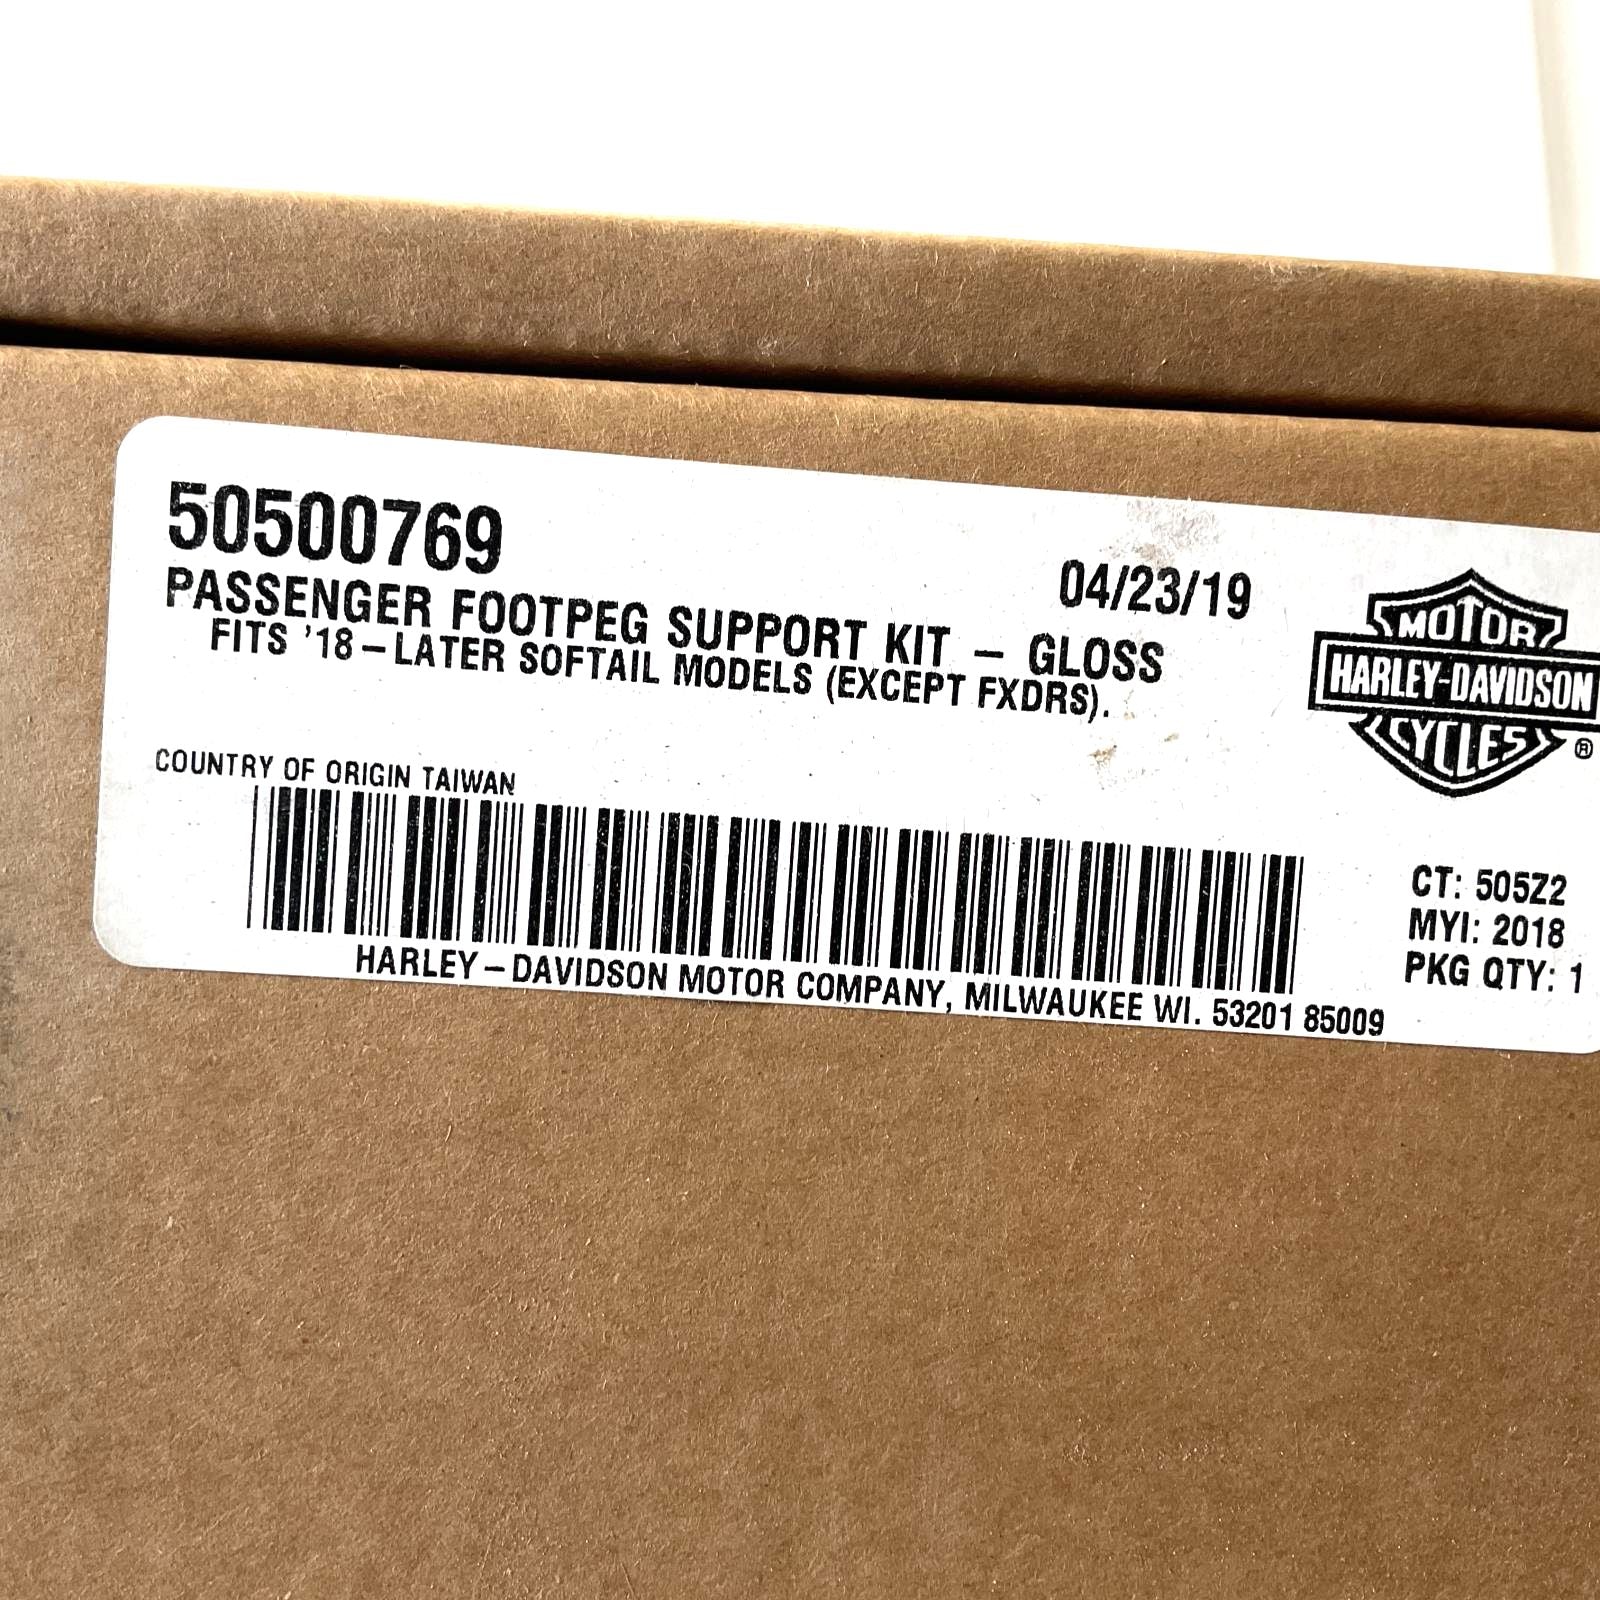 50500769
04/23/19
PASSENGER FOOTPEG SUPPORT KIT – GLOSS
FITS '18–LATER SOFTAIL MODELS (EXCEPT FXDRS).
MOTOR
HARLEY-DAVIDSON
CYCLES
®
COUNTRY OF ORIGIN TAIWAN
CT: 505Z2
MYI: 2018
PKG QTY: 1
HARLEY–DAVIDSON MOTOR COMPANY, MILWAUKEE WI. 53201 85009